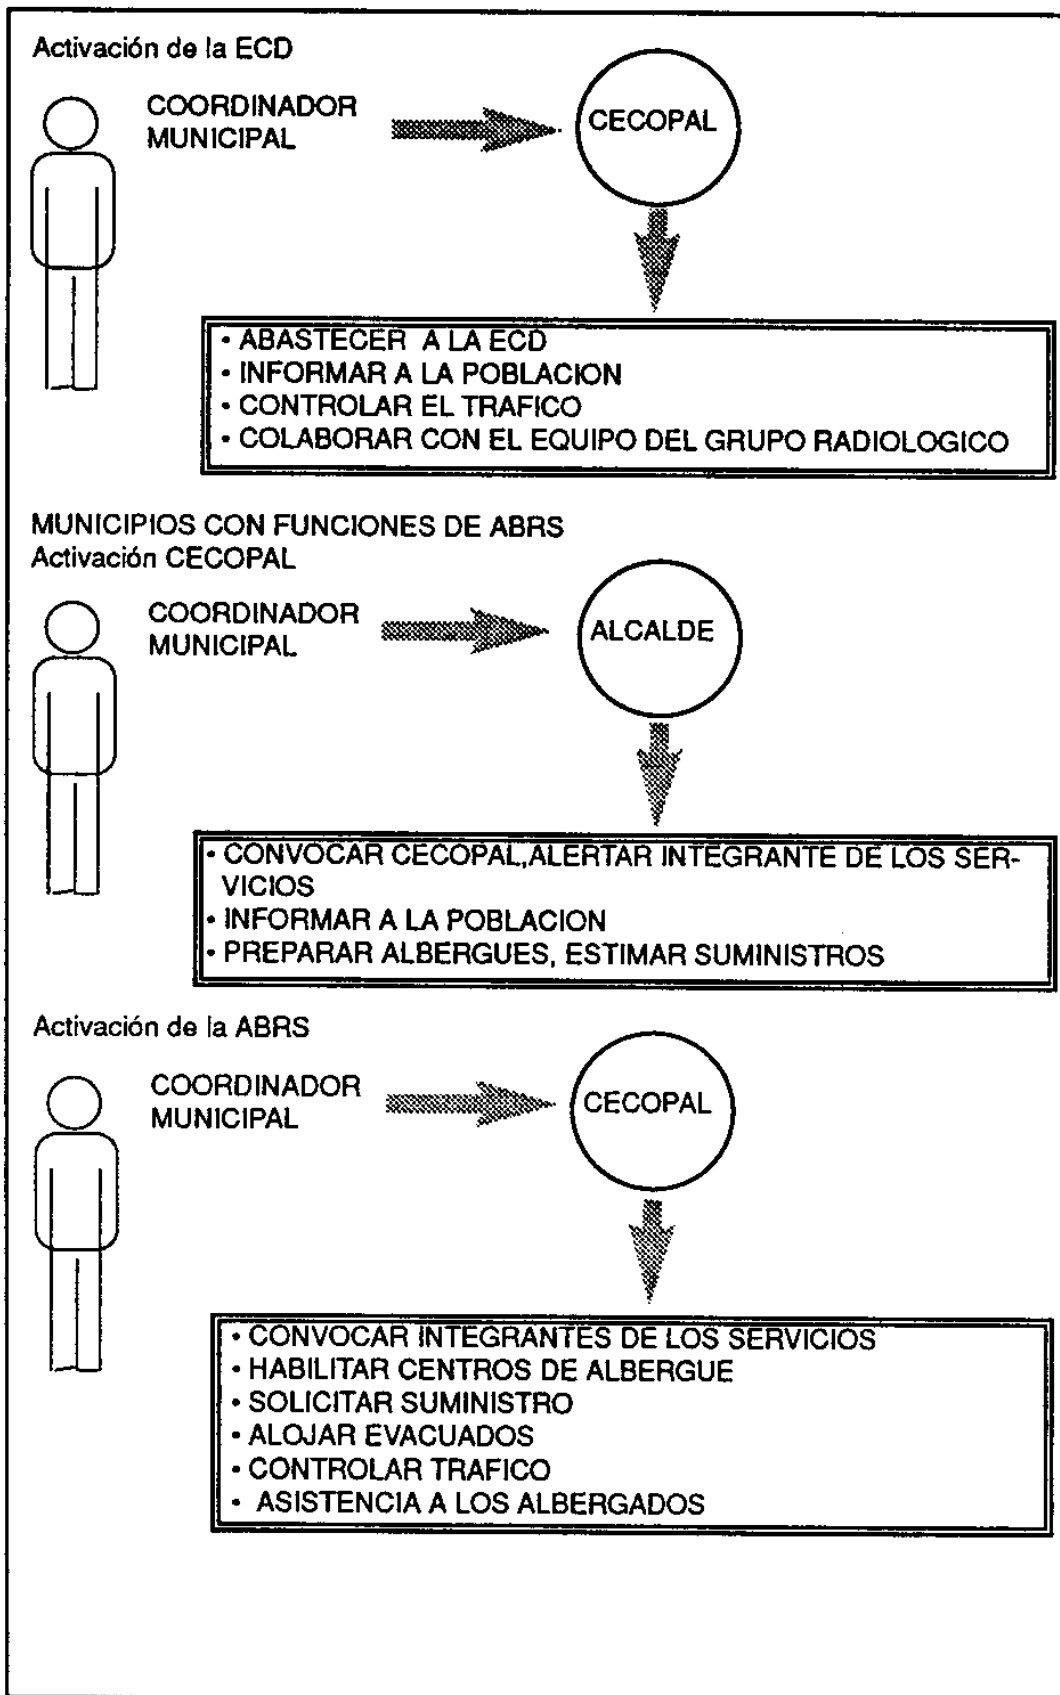 Activación de la ECD
COORDINADOR
MUNICIPAL
CECOPAL
• ABASTECER A LA ECD
• INFORMAR A LA POBLACION
• CONTROLAR EL TRAFICO
• COLABORAR CON EL EQUIPO DEL GRUPO RADIOLOGICO
MUNICIPIOS CON FUNCIONES DE ABRS
Activación CECOPAL
COORDINADOR
MUNICIPAL
ALCALDE
• CONVOCAR CECOPAL,ALERTAR INTEGRANTE DE LOS SER-
VICIOS
• INFORMAR A LA POBLACION
• PREPARAR ALBERGUES, ESTIMAR SUMINISTROS
Activación de la ABRS
COORDINADOR
MUNICIPAL
CECOPAL
• CONVOCAR INTEGRANTES DE LOS SERVICIOS
• HABILITAR CENTROS DE ALBERGUE
• SOLICITAR SUMINISTRO
• ALOJAR EVACUADOS
• CONTROLAR TRAFICO
• ASISTENCIA A LOS ALBERGADOS